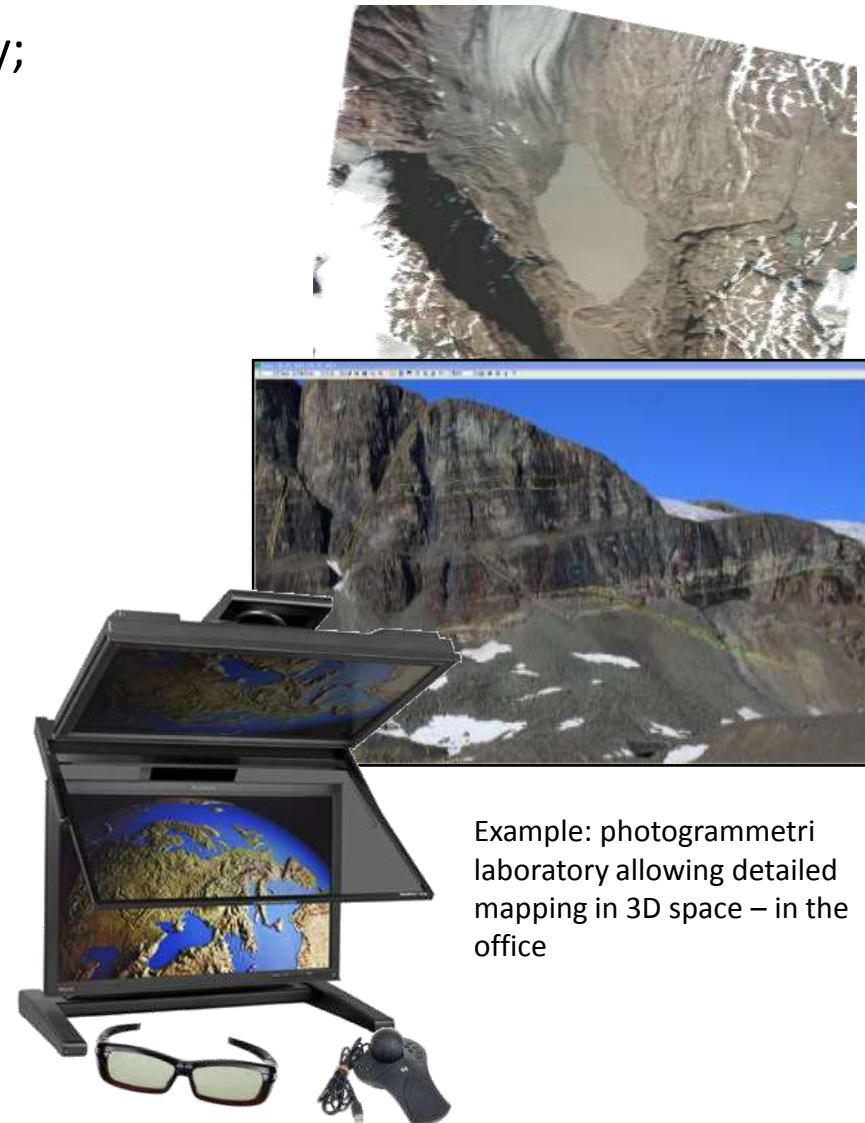 y;
Example: photogrammetri
laboratory allowing detailed
mapping in 3D space – in the
office